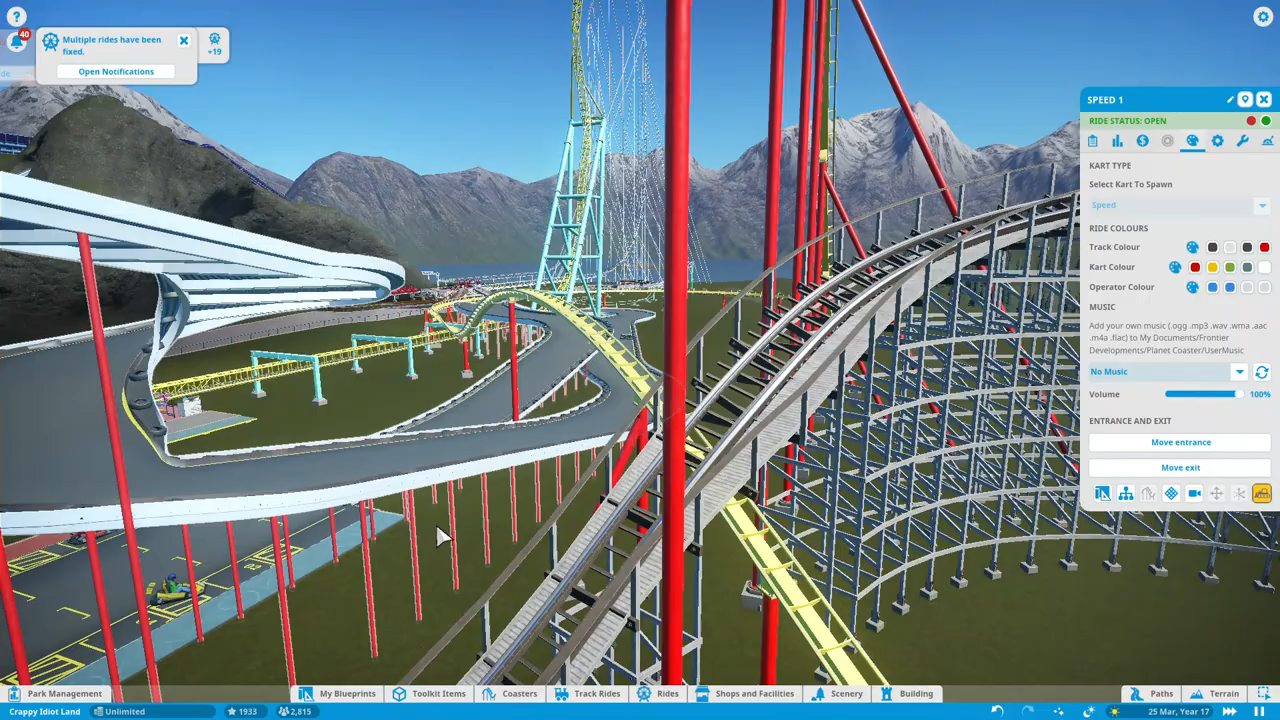 ?
40
Multiple rides have been
fixed.
+19
Open Notifications
de
SPEED 1
RIDE STATUS: OPEN
KART TYPE
Select Kart To Spawn
Speed
RIDE COLOURS
Track Colour
Kart Colour
Operator Colour
MUSIC
Add your own music (.ogg .mp3 .wav .wma .aac
.m4a .flac) to My Documents/Frontier
Developments/Planet Coaster/UserMusic
No Music
Volume 100%
ENTRANCE AND EXIT
Move entrance
Move exit
Park Management My Blueprints Toolkit Items Coasters Track Rides Rides Shops and Facilities Scenery Building Paths Terrain
Crappy Idiot Land Unlimited 1933 2,815 25 Mar, Year 17